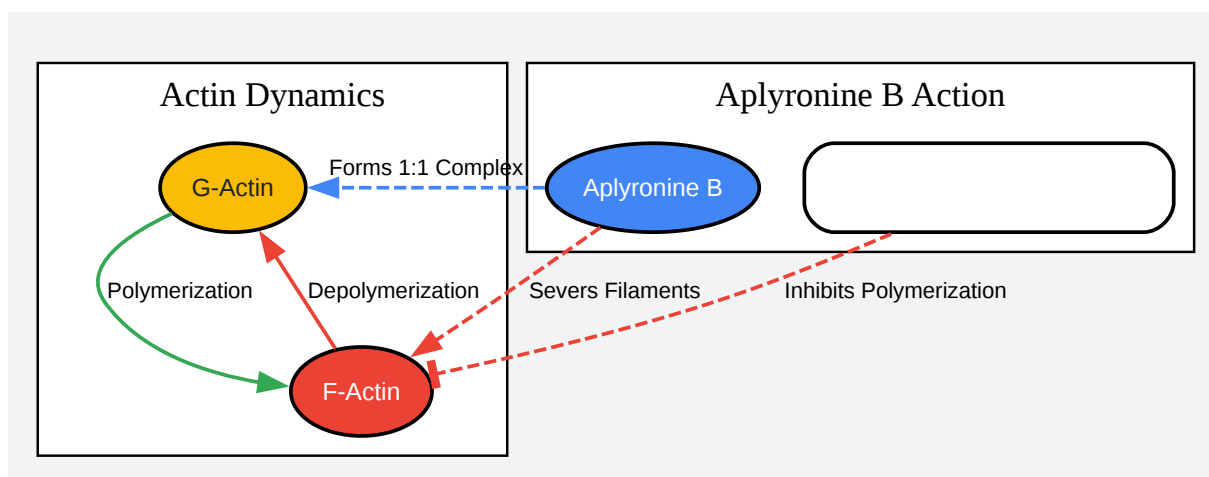 Actin Dynamics
Aplyronine B Action
Forms 1:1 Complex
G-Actin
Aplyronine B
Polymerization
Depolymerization
Severs Filaments
Inhibits Polymerization
F-Actin